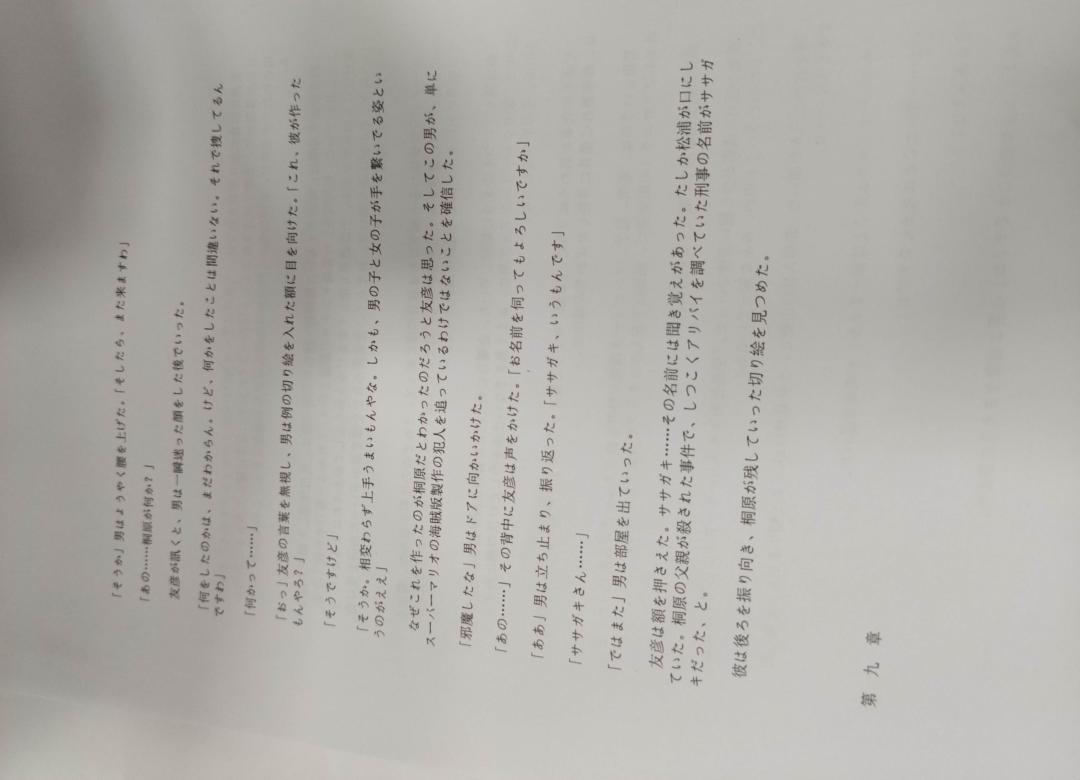 「そうか」男はようやく腰を上げた。「そしたら、また来ますわ」
「あの……桐原が何か？」
友彦が訊くと、男は一瞬迷った顔をした後でいった。
「何をしたのかは、まだわからん。けど、何かをしたことは間違いない。それで捜してるん
ですわ」
「何かって……」
「おっ」友彦の言葉を無視し、男は例の切り絵を入れた額に目を向けた。「これ、彼が作った
もんやろ？」
「そうですけど」
「そうか。相変わらず上手うまいもんやな。しかも、男の子と女の子が手を繋いでる姿とい
うのがええ」
なぜこれを作ったのが桐原だとわかったのだろうと友彦は思った。そしてこの男が、単に
スーパーマリオの海賊版製作の犯人を追っているわけではないことを確信した。
「邪魔したな」男はドアに向かいかけた。
「あの……」その背中に友彦は声をかけた。「お名前を伺ってもよろしいですか」
「ああ」男は立ち止まり、振り返った。「ササガキ、いうもんです」
「ササガキさん……」
「ではまた」男は部屋を出ていった。
友彦は額を押さえた。ササガキ……その名前には聞き覚えがあった。たしか松浦が口にし
ていた。桐原の父親が殺された事件で、しつこくアリバイを調べていた刑事の名前がササガ
キだった、と。
彼は後ろを振り向き、桐原が残していった切り絵を見つめた。
第九章